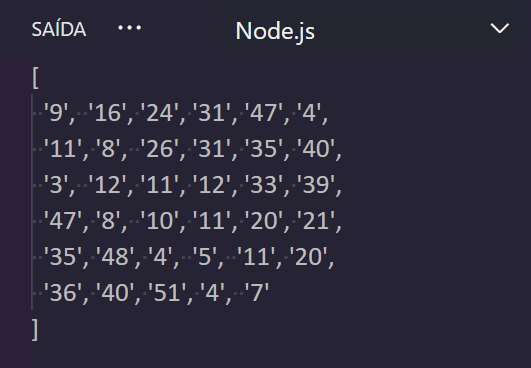 SAÍDA ··· Node.js
[
'9', '16', '24', '31', '47', '4',
'11', '8', '26', '31', '35', '40',
'3', '12', '11', '12', '33', '39',
'47', '8', '10', '11', '20', '21',
'35', '48', '4', '5', '11', '20',
'36', '40', '51', '4', '7'
]